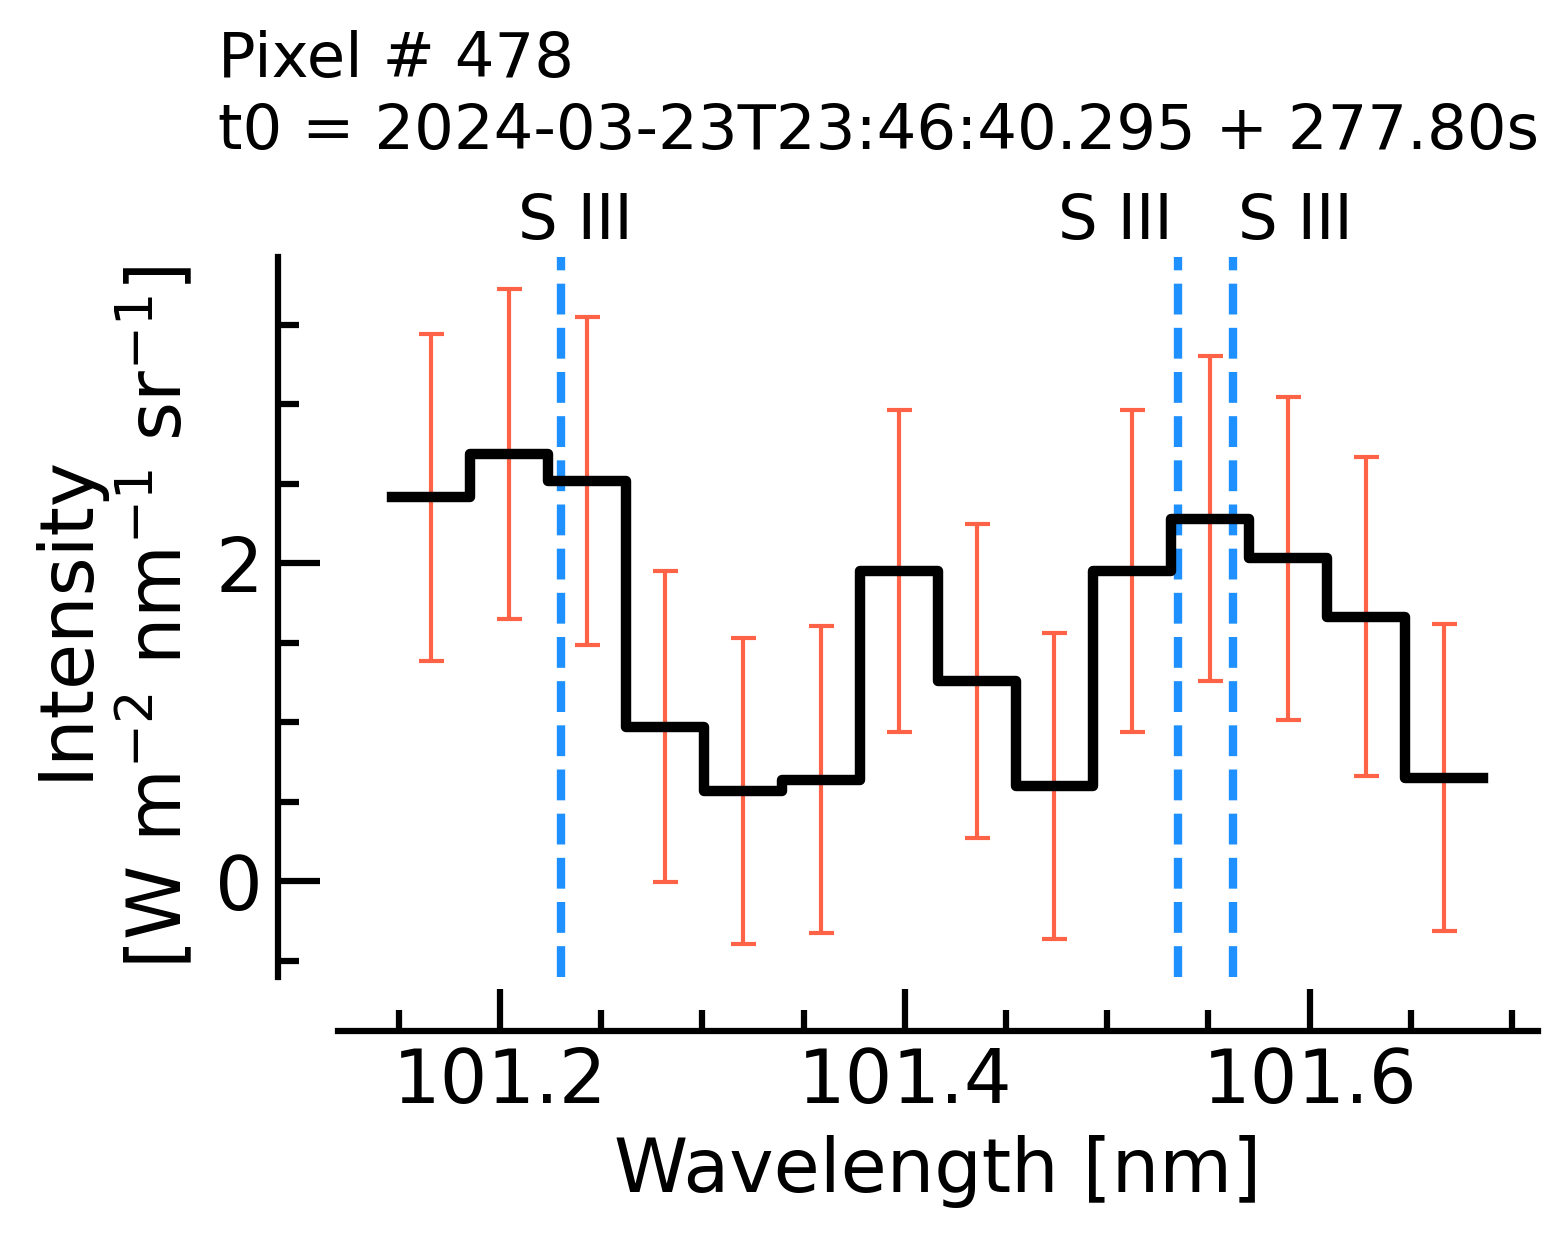 Pixel # 478
t0 = 2024-03-23T23:46:40.295 + 277.80s
S III S III S III
Intensity
[W m⁻² nm⁻¹ sr⁻¹]
2
0
101.2 101.4 101.6
Wavelength [nm]